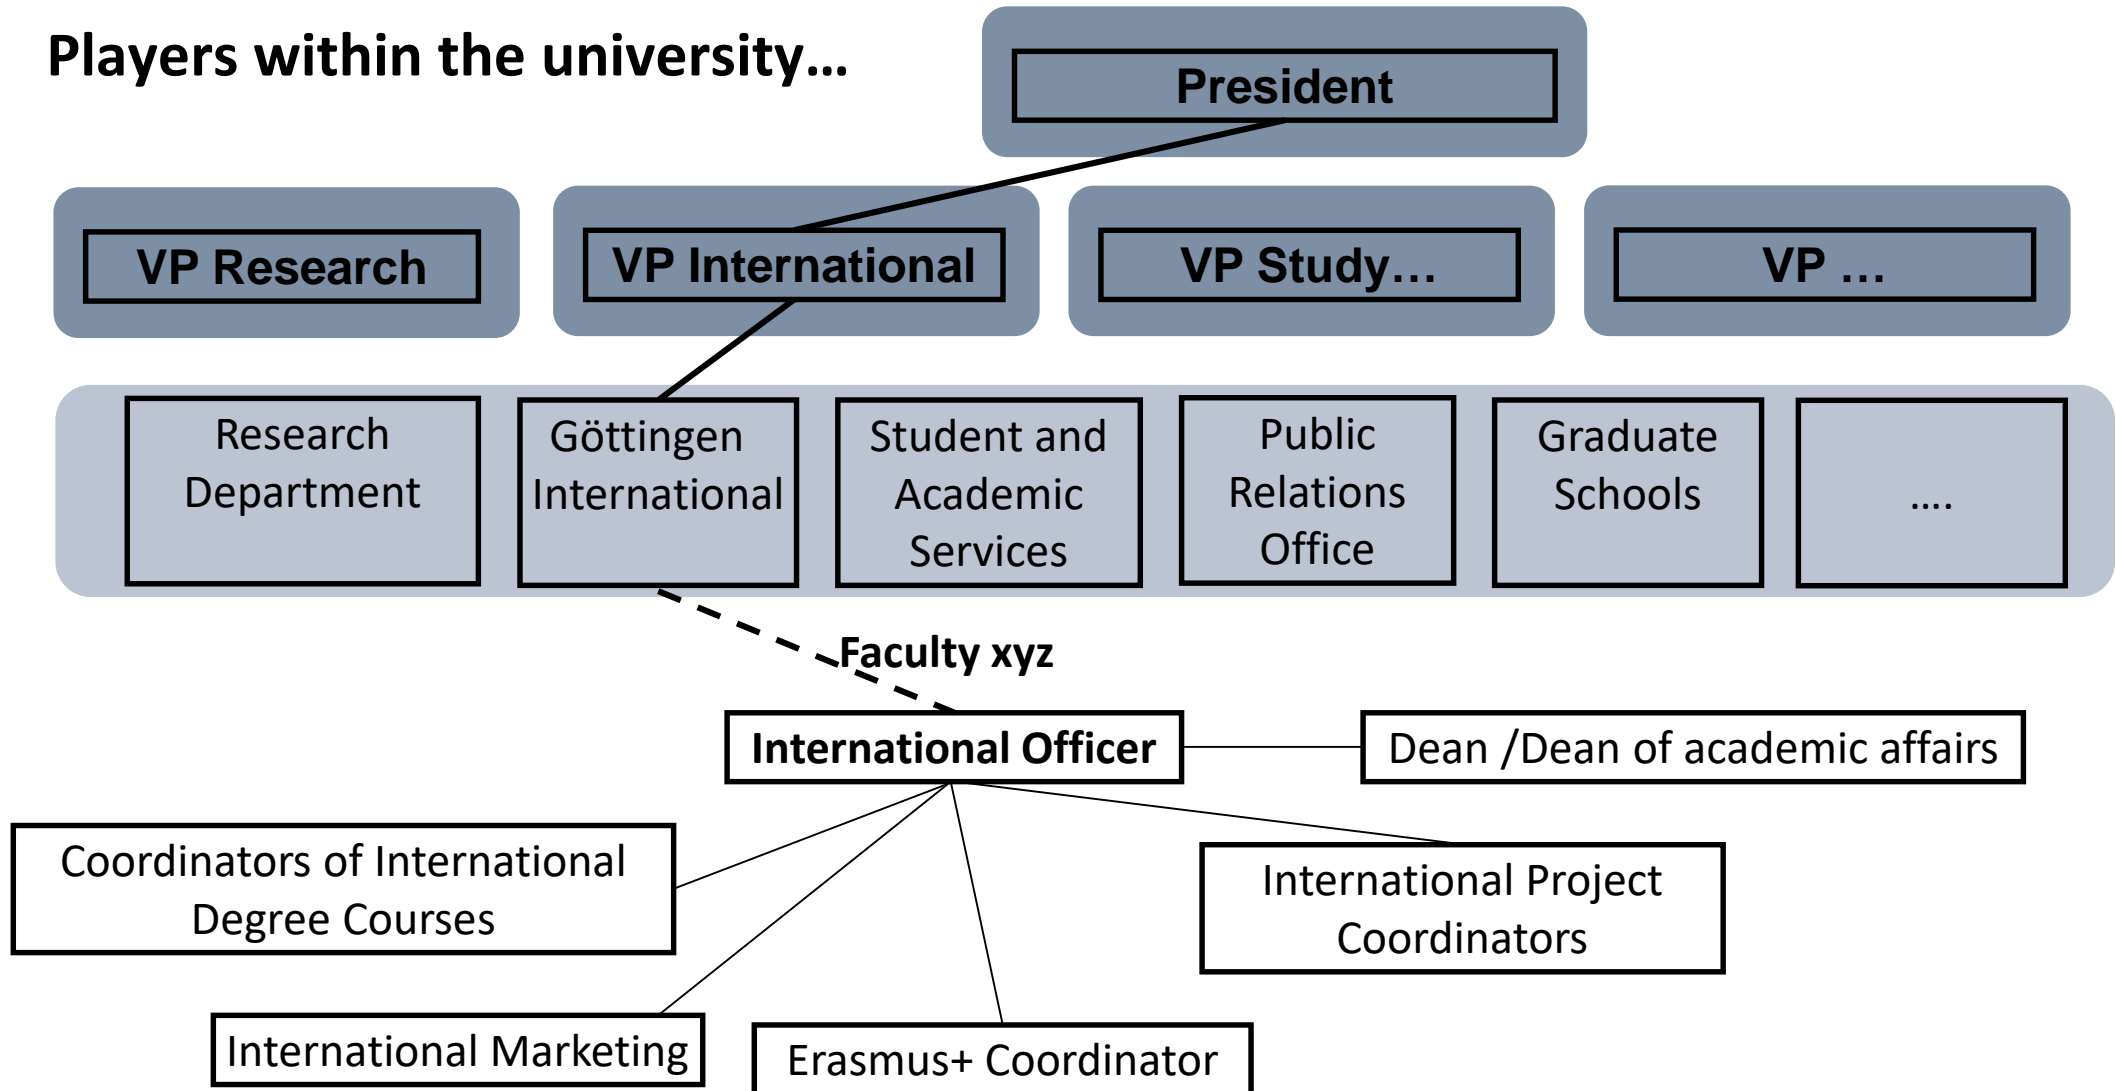 Players within the university…
President
VP Research
VP International
VP Study…
VP …
Research
Department
Göttingen
International
Student and
Academic
Services
Public
Relations
Office
Graduate
Schools
….
Faculty xyz
International Officer
Dean /Dean of academic affairs
Coordinators of International
Degree Courses
International Project
Coordinators
International Marketing
Erasmus+ Coordinator